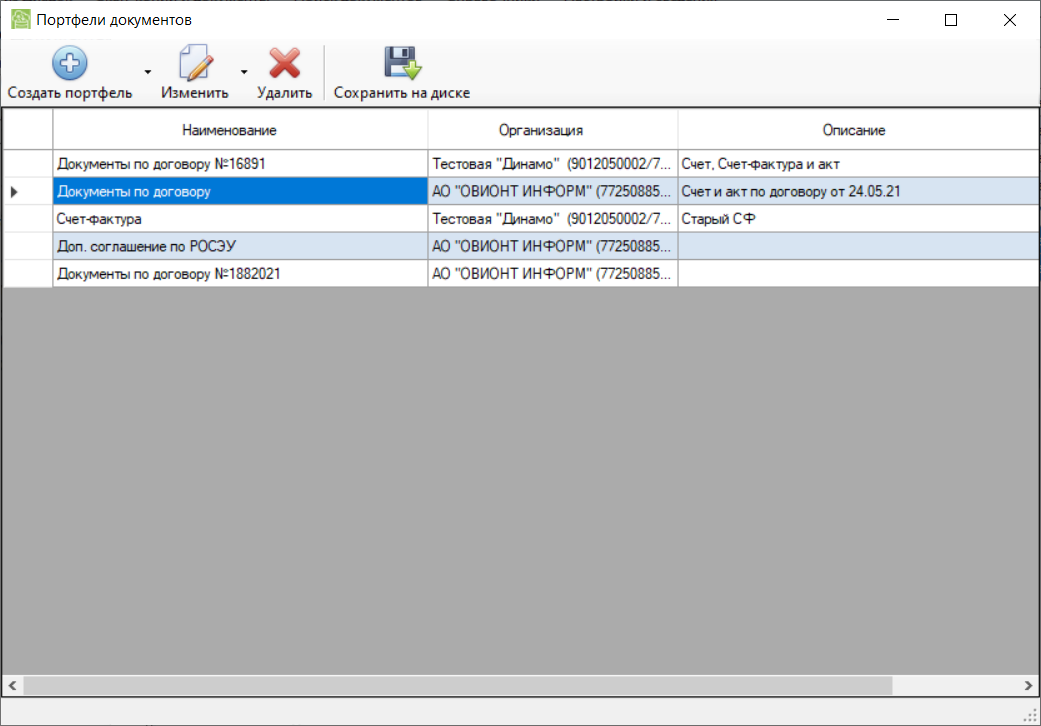 Портфели документов
Создать портфель Изменить Удалить Сохранить на диске
Наименование Организация Описание
Документы по договору №16891 Тестовая "Динамо" (9012050002/7... Счет, Счет-фактура и акт
Документы по договору АО "ОВИОНТ ИНФОРМ" (77250885... Счет и акт по договору от 24.05.21
Счет-фактура Тестовая "Динамо" (9012050002/7... Старый СФ
Доп. соглашение по РОСЭУ АО "ОВИОНТ ИНФОРМ" (77250885...
Документы по договору №1882021 АО "ОВИОНТ ИНФОРМ" (77250885...